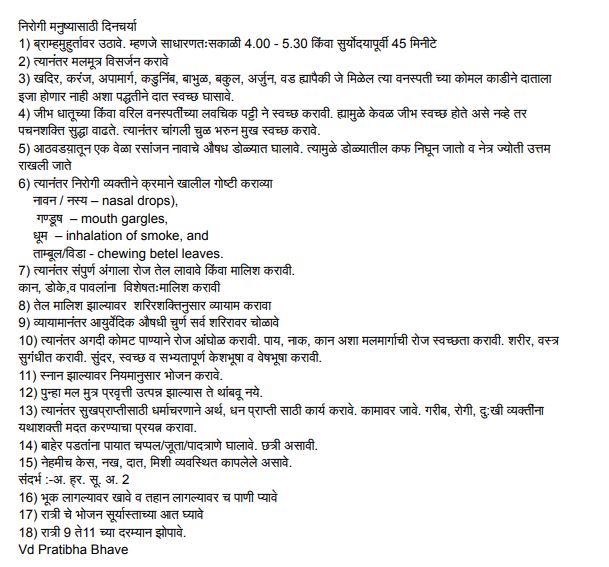 निरोगी मनुष्यासाठी दिनचर्या
1) ब्राम्हमुहुर्तावर उठावे. म्हणजे साधारणतःसकाळी 4.00 - 5.30 किंवा सुर्योदयापूर्वी 45 मिनीटे
2) त्यानंतर मलमूत्र विसर्जन करावे
3) खदिर, करंज, अपामार्ग, कडुनिंब, बाभुळ, बकुल, अर्जुन, वड ह्यापैकी जे मिळेल त्या वनस्पती च्या कोमल काडीने दाताला
इजा होणार नाही अशा पद्धतीने दात स्वच्छ घासावे.
4) जीभ धातूच्या किंवा वरिल वनस्पतींच्या लवचिक पट्टी ने स्वच्छ करावी. ह्यामुळे केवळ जीभ स्वच्छ होते असे नव्हे तर
पचनशक्ति सुद्धा वाढते. त्यानंतर चांगली चुळ भरुन मुख स्वच्छ करावे.
5) आठवडयातून एक वेळा रसांजन नावाचे औषध डोळ्यात घालावे. त्यामुळे डोळ्यातील कफ निघून जातो व नेत्र ज्योती उत्तम
राखली जाते
6) त्यानंतर निरोगी व्यक्तीने क्रमाने खालील गोष्टी कराव्या
नावन / नस्य – nasal drops),
गण्डूष – mouth gargles,
धूम – inhalation of smoke, and
ताम्बूल/विडा - chewing betel leaves.
7) त्यानंतर संपुर्ण अंगाला रोज तेल लावावे किंवा मालिश करावी.
कान, डोके,व पावलांना विशेषतःमालिश करावी
8) तेल मालिश झाल्यावर शरिरशक्तिनुसार व्यायाम करावा
9) व्यायामानंतर आयुर्वेदिक औषधी चुर्ण सर्व शरिरावर चोळावे
10) त्यानंतर अगदी कोमट पाण्याने रोज आंघोळ करावी. पाय, नाक, कान अशा मलमार्गाची रोज स्वच्छता करावी. शरीर, वस्त्र
सुगंधीत करावी. सुंदर, स्वच्छ व सभ्यतापूर्ण केशभूषा व वेषभूषा करावी.
11) स्नान झाल्यावर नियमानुसार भोजन करावे.
12) पुन्हा मल मुत्र प्रवृत्ती उत्पन्न झाल्यास ते थांबवू नये.
13) त्यानंतर सुखप्राप्तीसाठी धर्माचरणाने अर्थ, धन प्राप्ती साठी कार्य करावे. कामावर जावे. गरीब, रोगी, दु:खी व्यक्तींना
यथाशक्ती मदत करण्याचा प्रयत्न करावा.
14) बाहेर पडतांना पायात चप्पल/जूता/पादत्राणे घालावे. छत्री असावी.
15) नेहमीच केस, नख, दात, मिशी व्यवस्थित कापलेले असावे.
संदर्भ :-अ. हृर. सू. अ. 2
16) भूक लागल्यावर खावे व तहान लागल्यावर च पाणी प्यावे
17) रात्री चे भोजन सूर्यास्ताच्या आत घ्यावे
18) रात्री 9 ते11 च्या दरम्यान झोपावे.
Vd Pratibha Bhave